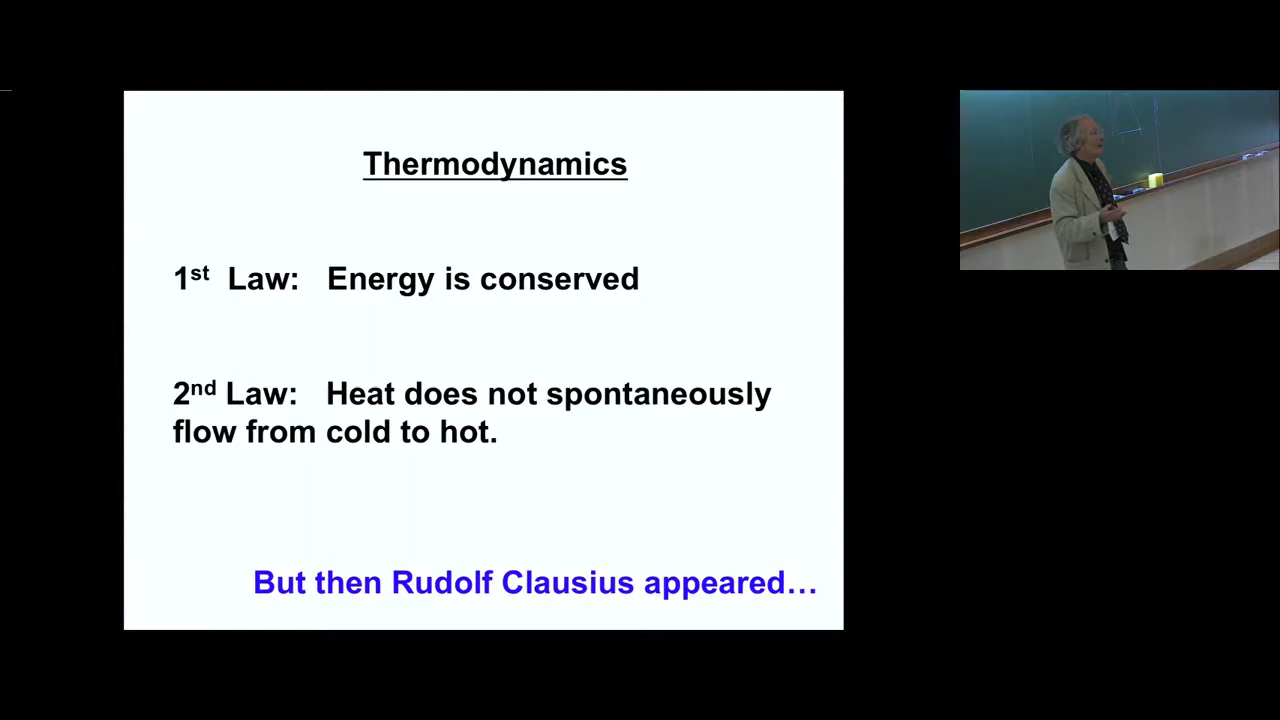 Thermodynamics
1st Law: Energy is conserved
2nd Law: Heat does not spontaneously
flow from cold to hot.
But then Rudolf Clausius appeared…